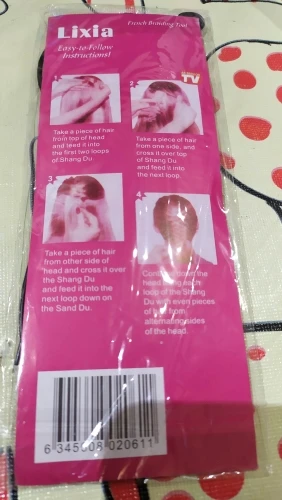 Lixia
French Braiding Tool
Easy-to-Follow
Instructions!
TV
1.
Take a piece of hair
from top of head
and feed it into
the first two loops
of Shang Du
2.
Take a piece of hair
from one side, and
cross it over top
of Shang Du
and feed it into
the next loop.
3.
Take a piece of hair
from other side of
head and cross it over
the Shang Du
and feed it into the
next loop down on
the Sand Du.
4.
Continue down the
head using each
loop of the Shang
Du with even pieces
of hair from
alternating sides
of the head.
6 345608 020611